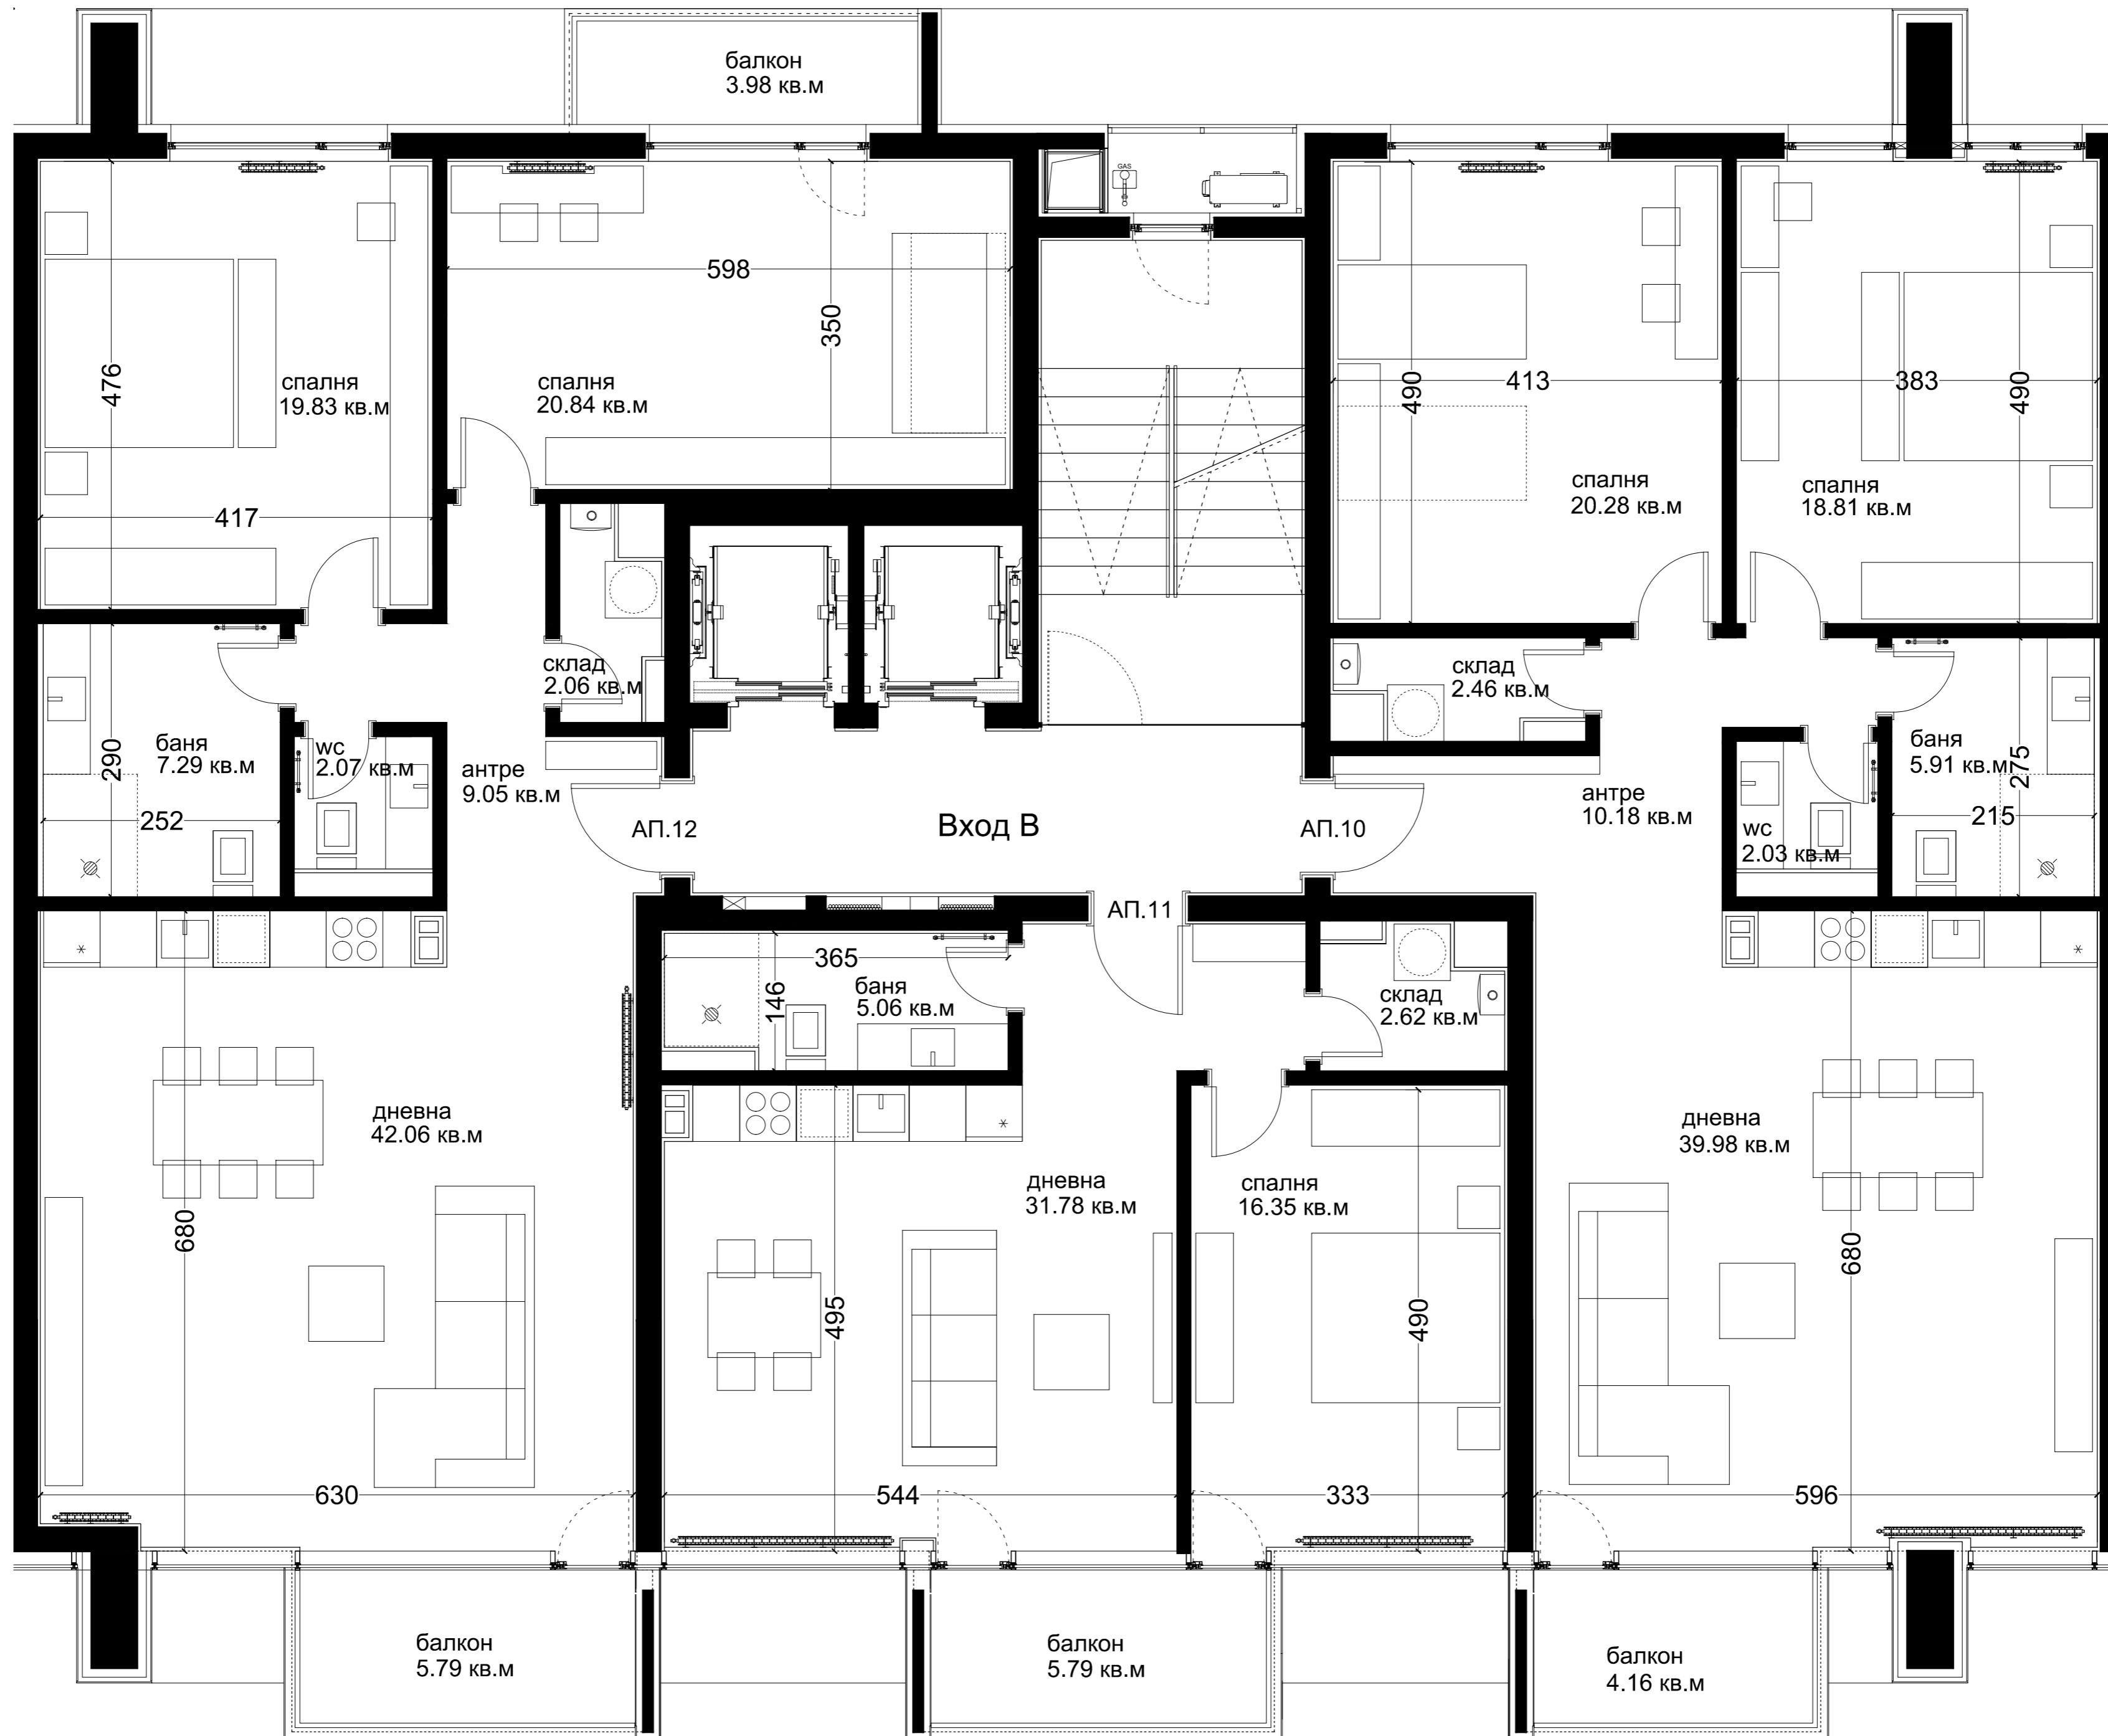 балкон
3.98 кв.м
GAS
598
350
476
спалня
19.83 кв.м
417
спалня
20.84 кв.м
490
413
383
490
спалня
20.28 кв.м
спалня
18.81 кв.м
склад
2.06 кв.м
склад
2.46 кв.м
290
баня
7.29 кв.м
252
wc
2.07 кв.м
антре
9.05 кв.м
АП.12
Вход В
АП.10
антре
10.18 кв.м
wc
2.03 кв.м
баня
5.91 кв.м
275
215
АП.11
365
146
баня
5.06 кв.м
склад
2.62 кв.м
дневна
42.06 кв.м
680
дневна
31.78 кв.м
495
спалня
16.35 кв.м
490
дневна
39.98 кв.м
680
630
544
333
596
балкон
5.79 кв.м
балкон
5.79 кв.м
балкон
4.16 кв.м